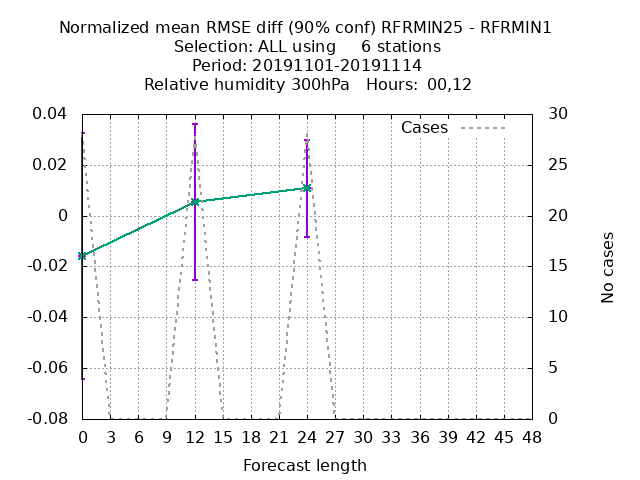 Normalized mean RMSE diff (90% conf) RFRMIN25 - RFRMIN1
Selection: ALL using     6 stations
Period: 20191101-20191114
Relative humidity 300hPa   Hours: 00,12
Cases
0.04
0.02
0
-0.02
-0.04
-0.06
-0.08
30
25
20
15
10
5
0
No cases
0 3 6 9 12 15 18 21 24 27 30 33 36 39 42 45 48
Forecast length